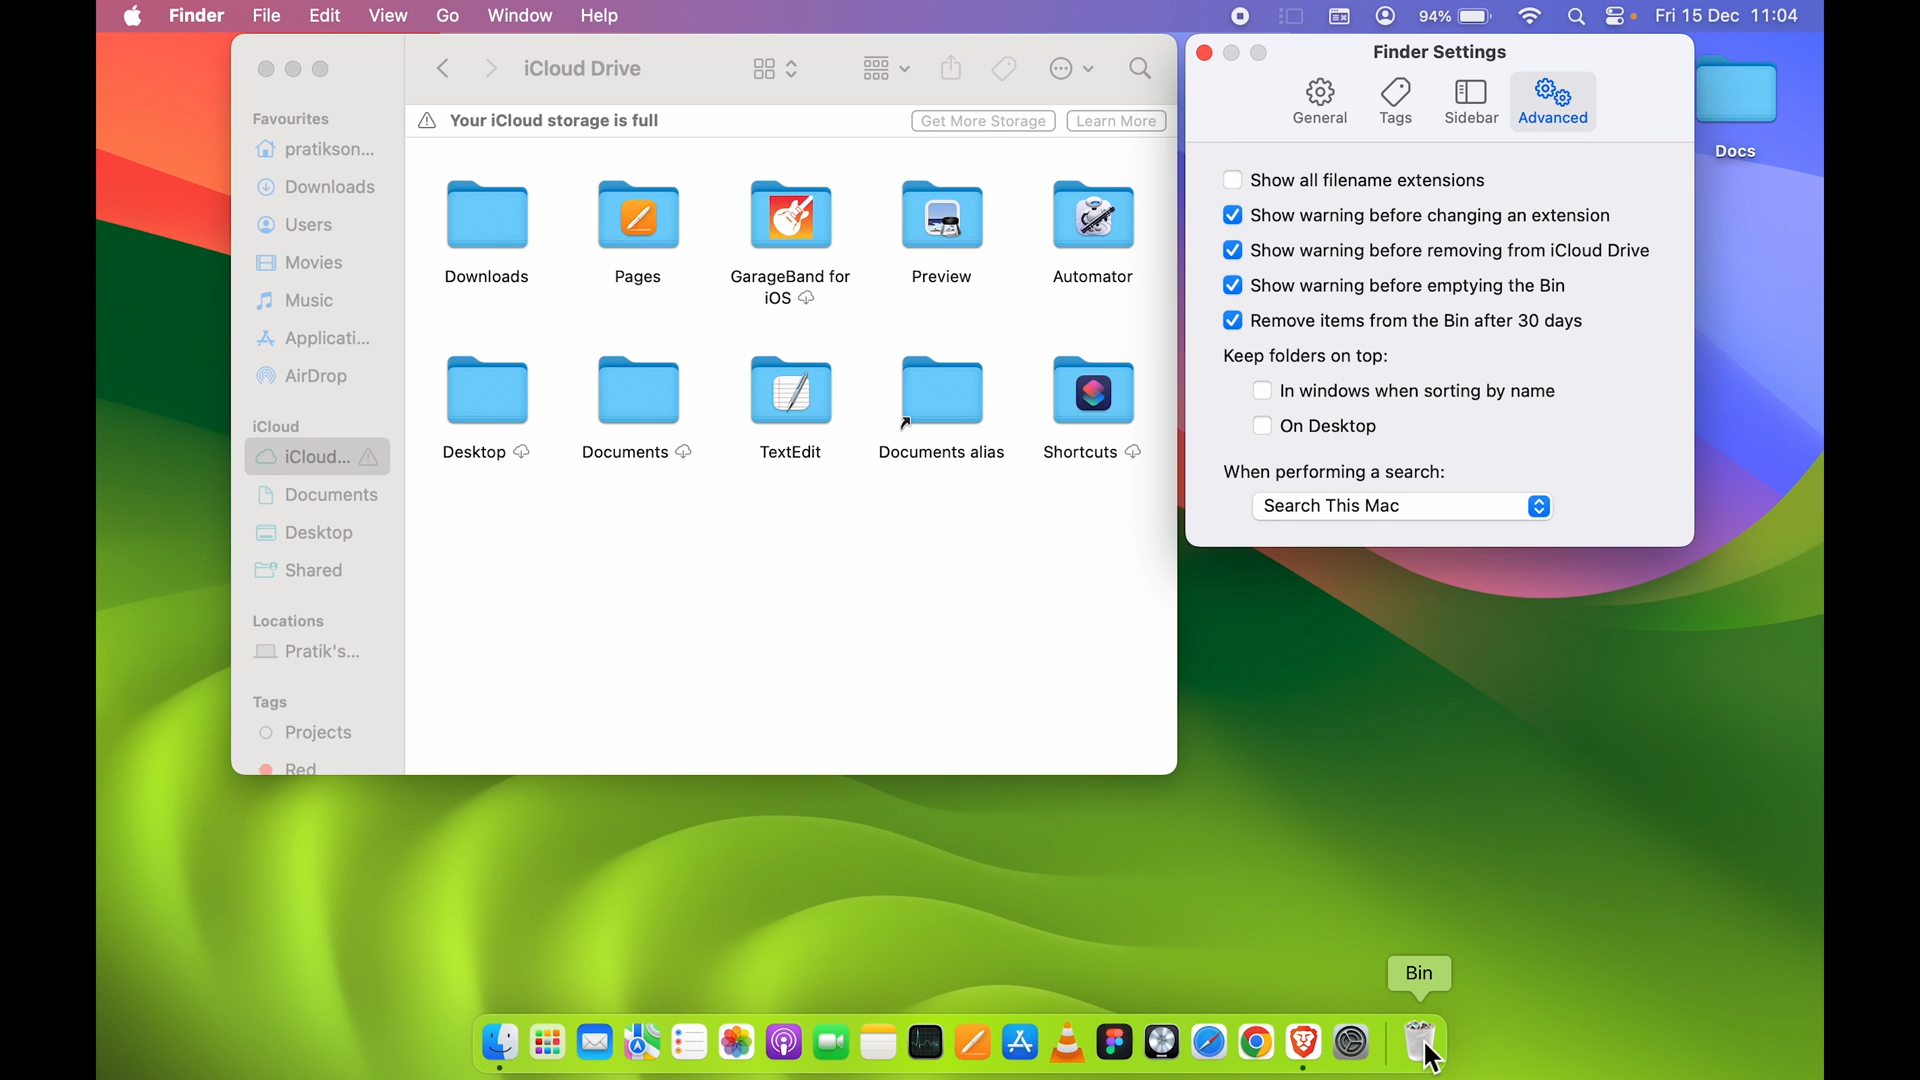 Finder File Edit View Go Window Help
94% Fri 15 Dec 11:04
iCloud Drive
Favourites
pratikson...
Downloads
Users
Movies
Music
Applicati...
AirDrop
iCloud
iCloud...
Documents
Desktop
Shared
Locations
Pratik's...
Tags
Projects
Red
Your iCloud storage is full Get More Storage Learn More
Downloads Pages GarageBand for Preview Automator
iOS
Desktop Documents TextEdit Documents alias Shortcuts
Finder Settings
General Tags Sidebar Advanced
Show all filename extensions
Show warning before changing an extension
Show warning before removing from iCloud Drive
Show warning before emptying the Bin
Remove items from the Bin after 30 days
Keep folders on top:
In windows when sorting by name
On Desktop
When performing a search:
Search This Mac
Docs
Bin